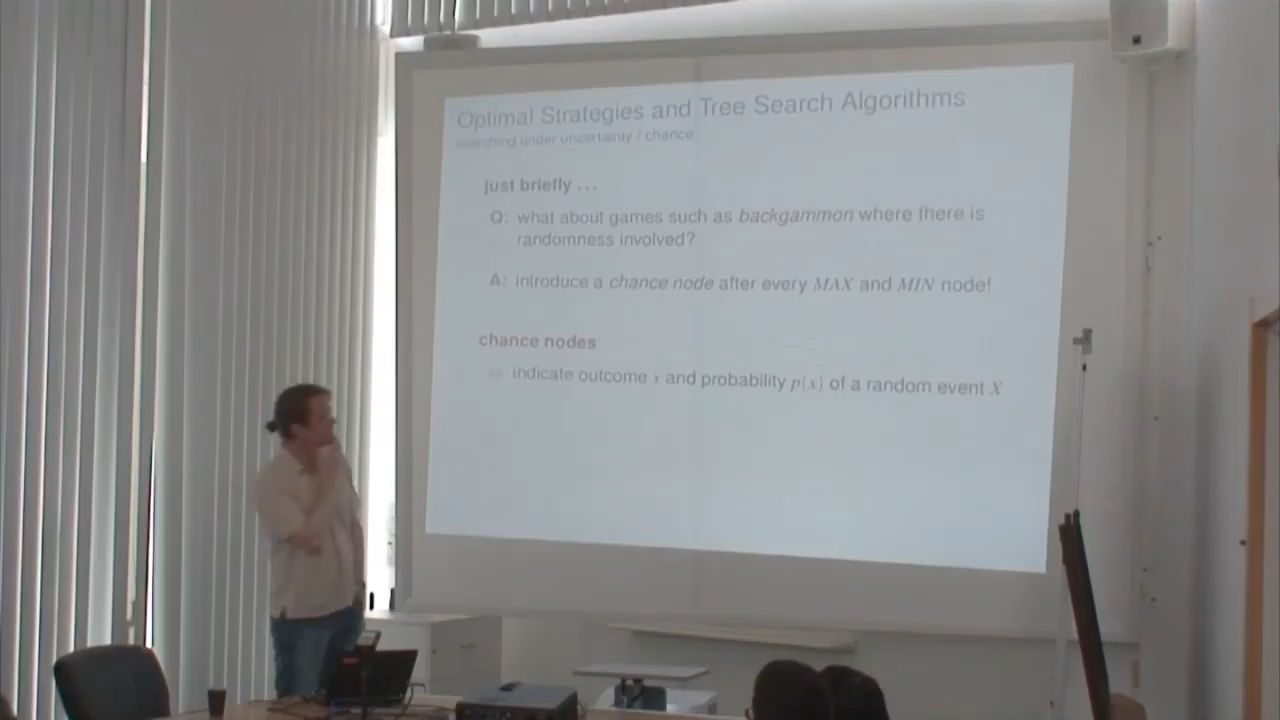 Optimal Strategies and Tree Search Algorithms
searching under uncertainty / chance
just briefly ...
Q: what about games such as backgammon where there is
randomness involved?
A: introduce a chance node after every MAX and MIN node!
chance nodes
⇒ indicate outcome x and probability p(x) of a random event X